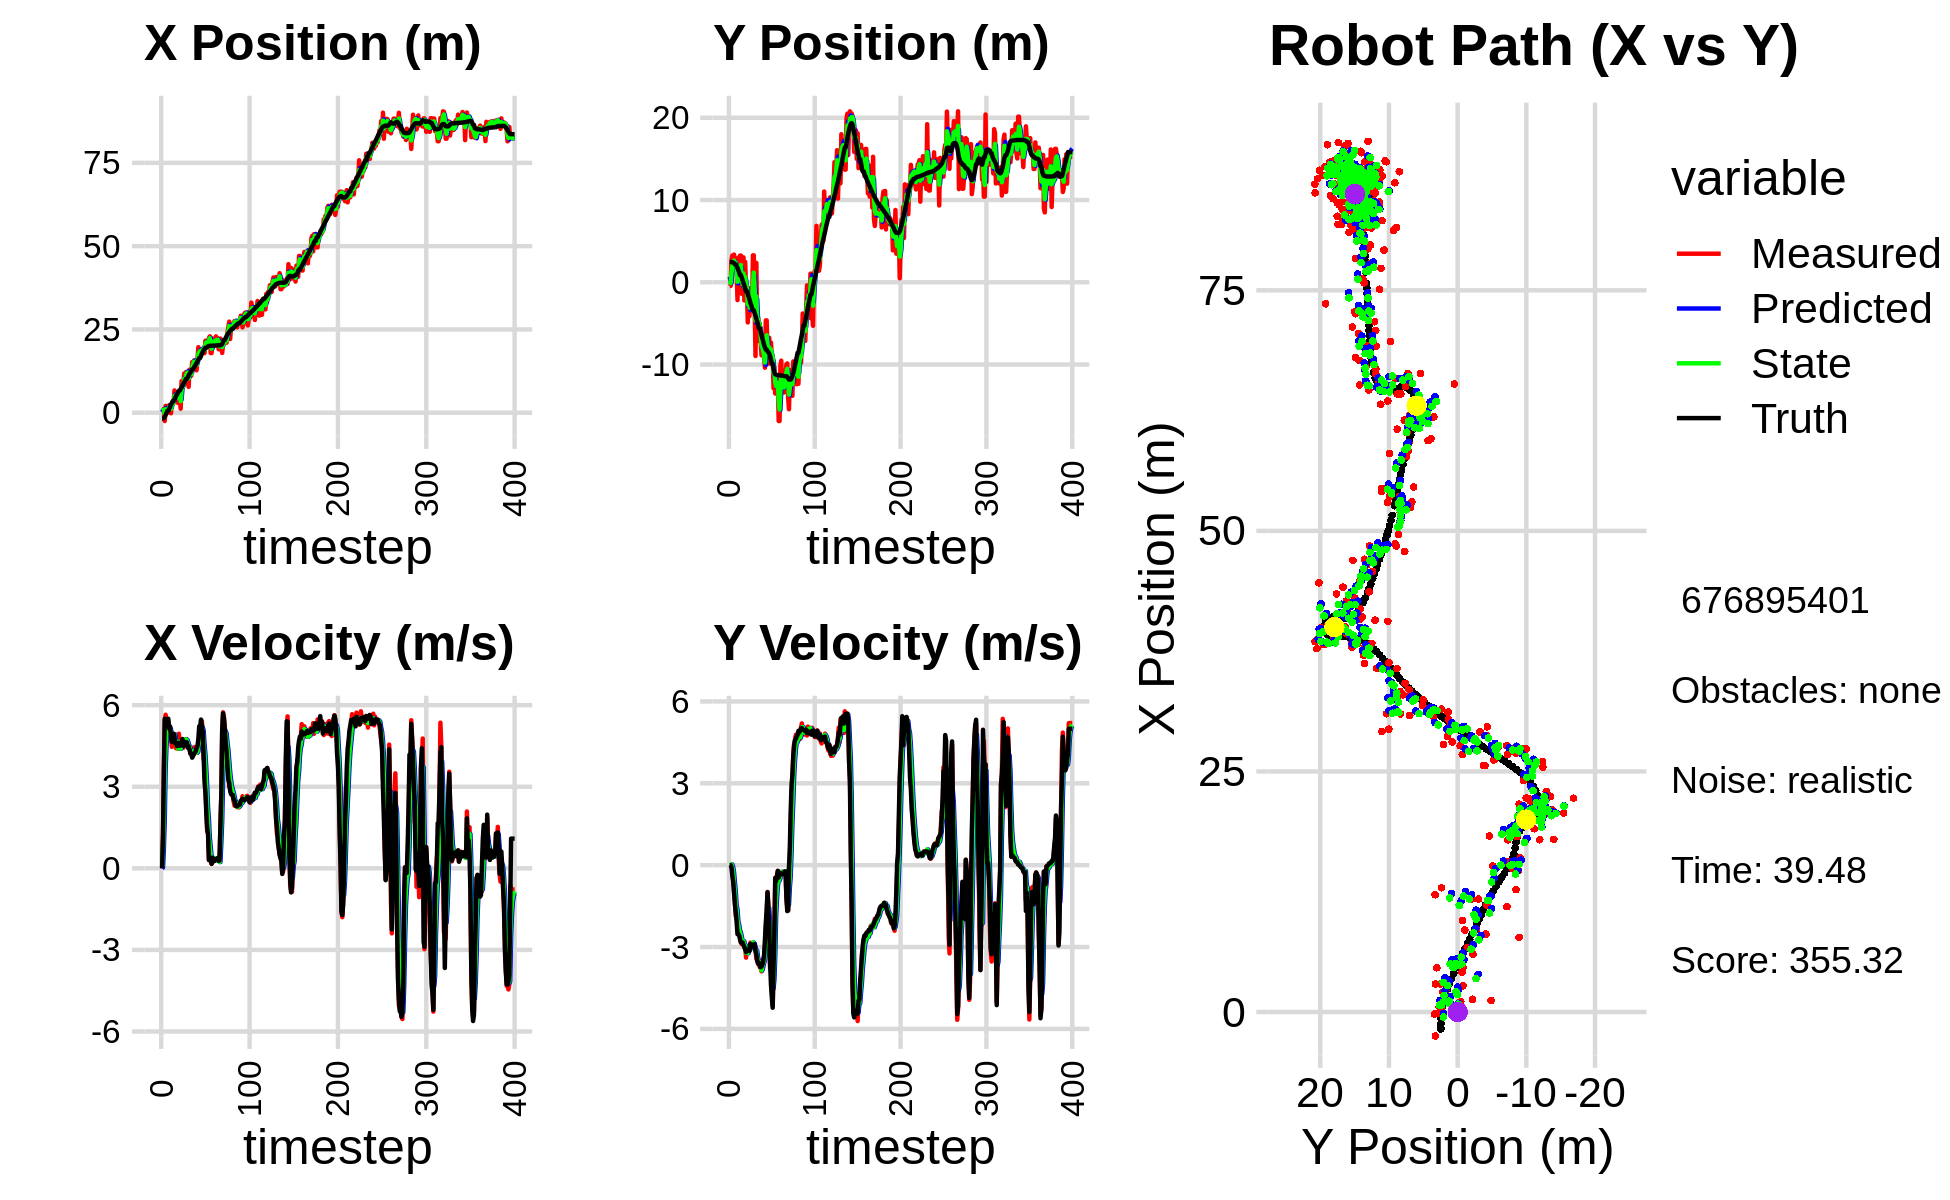 X Position (m)
75
50
25
0
0 100 200 300 400
timestep
Y Position (m)
20
10
0
-10
0 100 200 300 400
timestep
X Velocity (m/s)
6
3
0
-3
-6
0 100 200 300 400
timestep
Y Velocity (m/s)
6
3
0
-3
-6
0 100 200 300 400
timestep
Robot Path (X vs Y)
X Position (m)
75
50
25
0
20 10 0 -10 -20
Y Position (m)
variable
Measured
Predicted
State
Truth
676895401
Obstacles: none
Noise: realistic
Time: 39.48
Score: 355.32